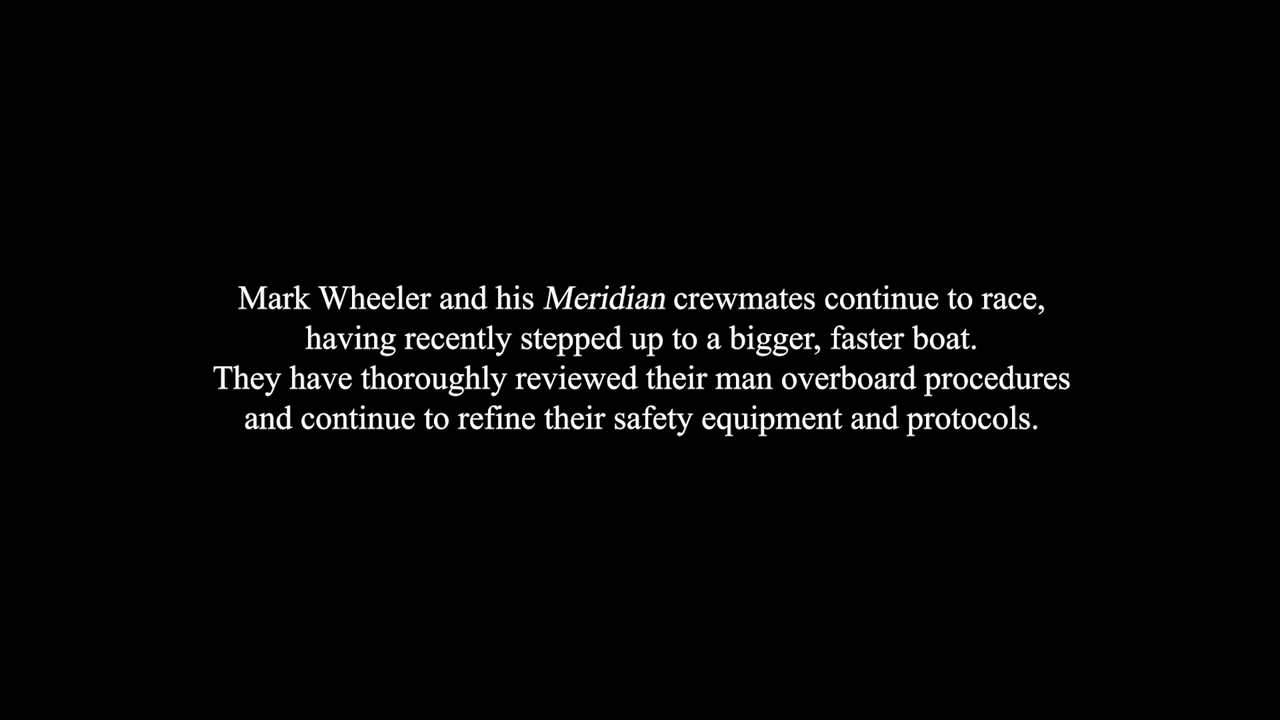 Mark Wheeler and his Meridian crewmates continue to race,
having recently stepped up to a bigger, faster boat.
They have thoroughly reviewed their man overboard procedures
and continue to refine their safety equipment and protocols.